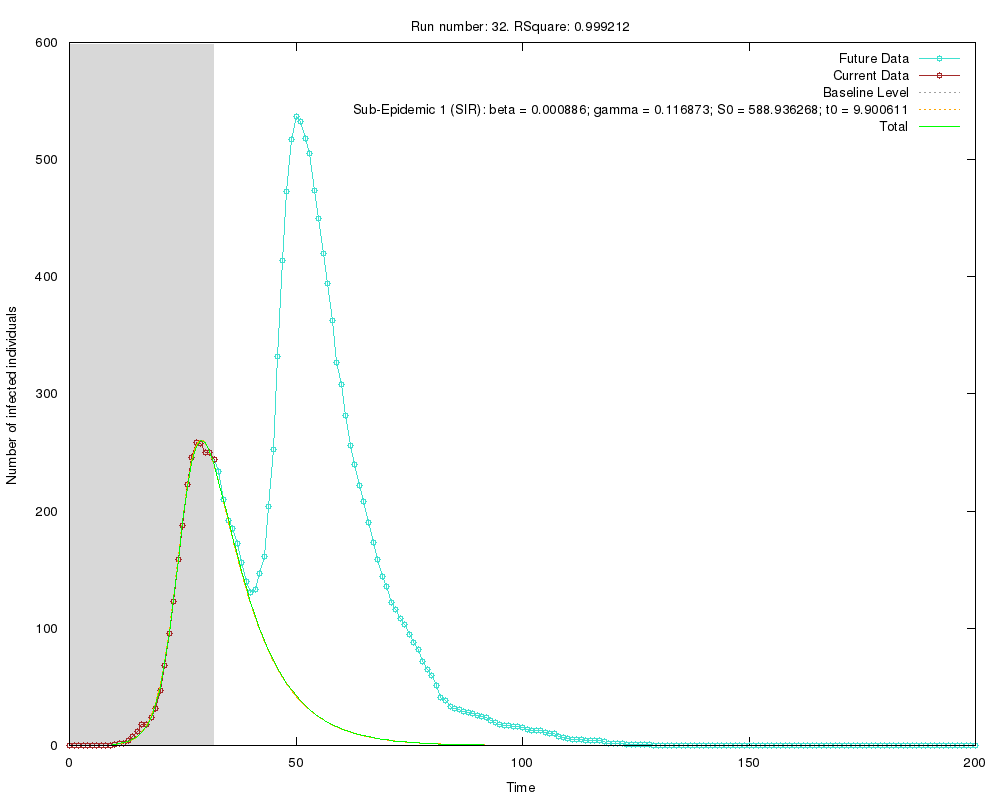 Run number: 32. RSquare: 0.999212
600
500
400
300
200
100
0
Number of infected individuals
Future Data
Current Data
Baseline Level
Sub-Epidemic 1 (SIR): beta = 0.000886; gamma = 0.116873; S0 = 588.936268; t0 = 9.900611
Total
0 50 100 150 200
Time